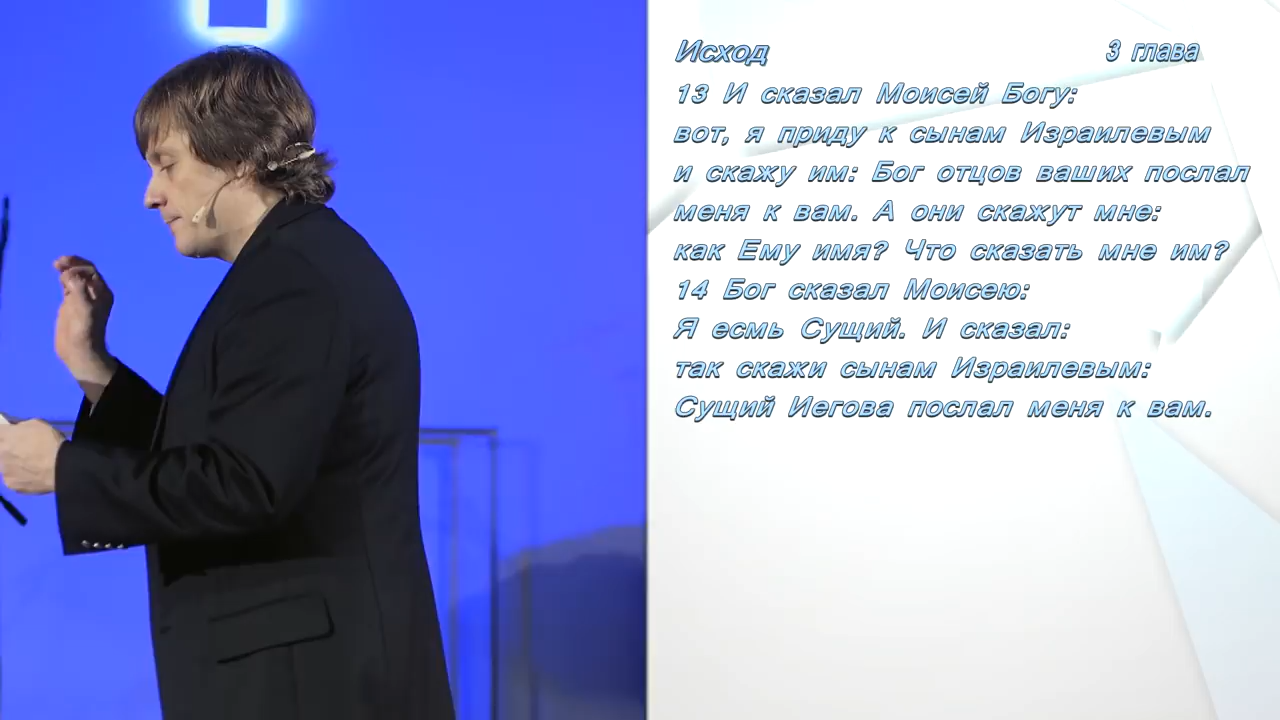 Исход 3 глава
13 И сказал Моисей Богу:
вот, я приду к сынам Израилевым
и скажу им: Бог отцов ваших послал
меня к вам. А они скажут мне:
как Ему имя? Что сказать мне им?
14 Бог сказал Моисею:
Я есмь Сущий. И сказал:
так скажи сынам Израилевым:
Сущий Иегова послал меня к вам.